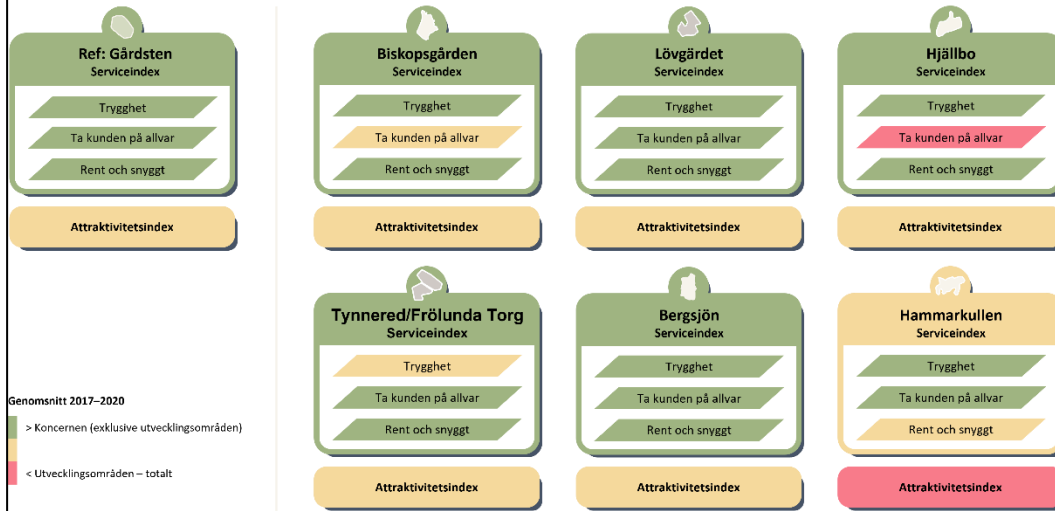 Ref: Gårdsten
Serviceindex
Trygghet
Ta kunden på allvar
Rent och snyggt
Attraktivitetsindex
Biskopsgården
Serviceindex
Trygghet
Ta kunden på allvar
Rent och snyggt
Attraktivitetsindex
Lövgärdet
Serviceindex
Trygghet
Ta kunden på allvar
Rent och snyggt
Attraktivitetsindex
Hjällbo
Serviceindex
Trygghet
Ta kunden på allvar
Rent och snyggt
Attraktivitetsindex
Tynnered/Frölunda Torg
Serviceindex
Trygghet
Ta kunden på allvar
Rent och snyggt
Attraktivitetsindex
Bergsjön
Serviceindex
Trygghet
Ta kunden på allvar
Rent och snyggt
Attraktivitetsindex
Hammarkullen
Serviceindex
Trygghet
Ta kunden på allvar
Rent och snyggt
Attraktivitetsindex
Genomsnitt 2017–2020
> Koncernen (exklusive utvecklingsområden)
< Utvecklingsområden – totalt